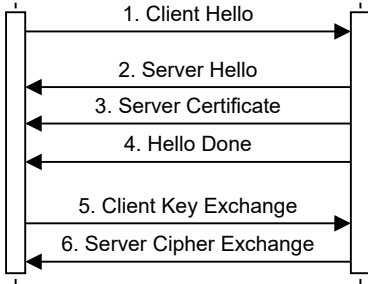 1. Client Hello
2. Server Hello
3. Server Certificate
4. Hello Done
5. Client Key Exchange
6. Server Cipher Exchange